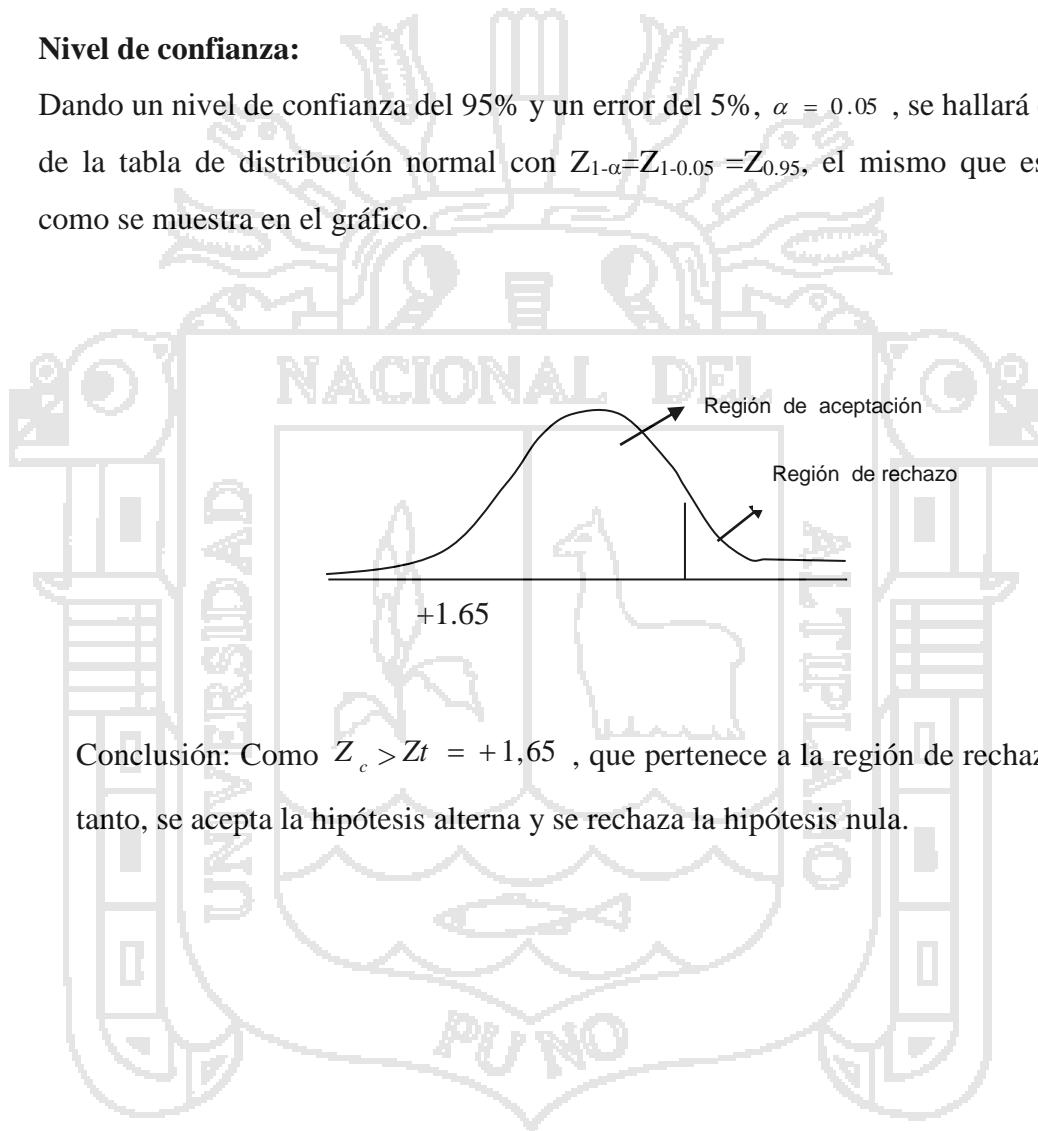 Nivel de confianza:
Dando un nivel de confianza del 95% y un error del 5%, α = 0.05 , se hallará
de la tabla de distribución normal con Z1-α=Z1-0.05 =Z0.95, el mismo que es
como se muestra en el gráfico.
NACIONAL DEL
Región de aceptación
Región de rechazo
UNIVERSIDAD
ALTIPLANO
+1.65
Conclusión: Como Z c > Zt = +1,65 , que pertenece a la región de rechaz
tanto, se acepta la hipótesis alterna y se rechaza la hipótesis nula.
PUNO